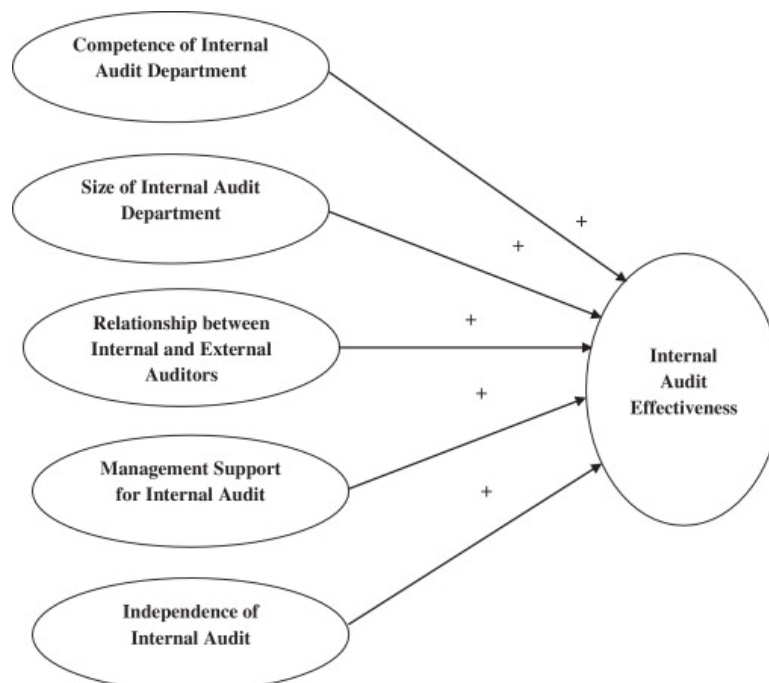 Competence of Internal
Audit Department
Size of Internal Audit
Department
+
+
Relationship between
Internal and External
Auditors
+
Internal
Audit
Effectiveness
+
Management Support
for Internal Audit
+
Independence of
Internal Audit